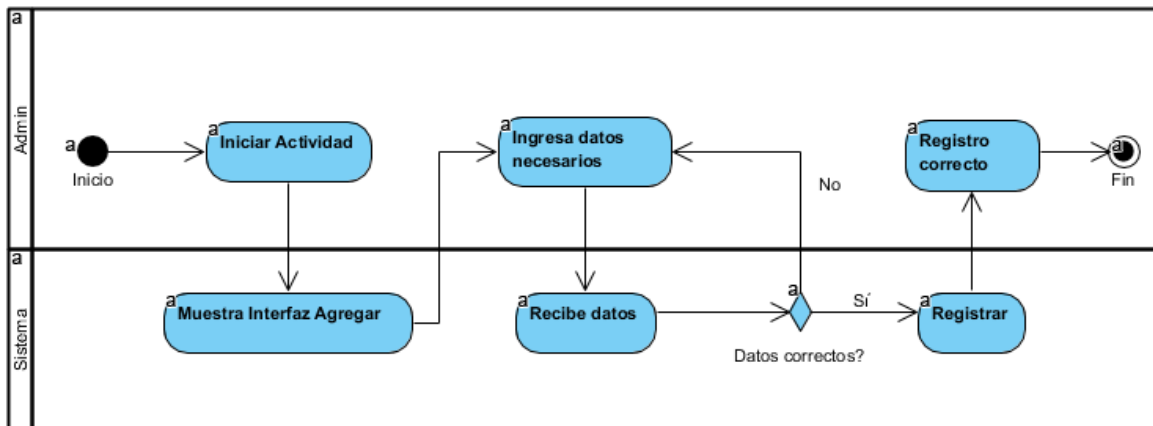 a
Admin
a
Inicio
a
Iniciar Actividad
a
Ingresa datos
necesarios
No
a
Registro
correcto
a
Fin
a
Sistema
a
Muestra Interfaz Agregar
a
Recibe datos
a
Datos correctos?
Sí
a
Registrar